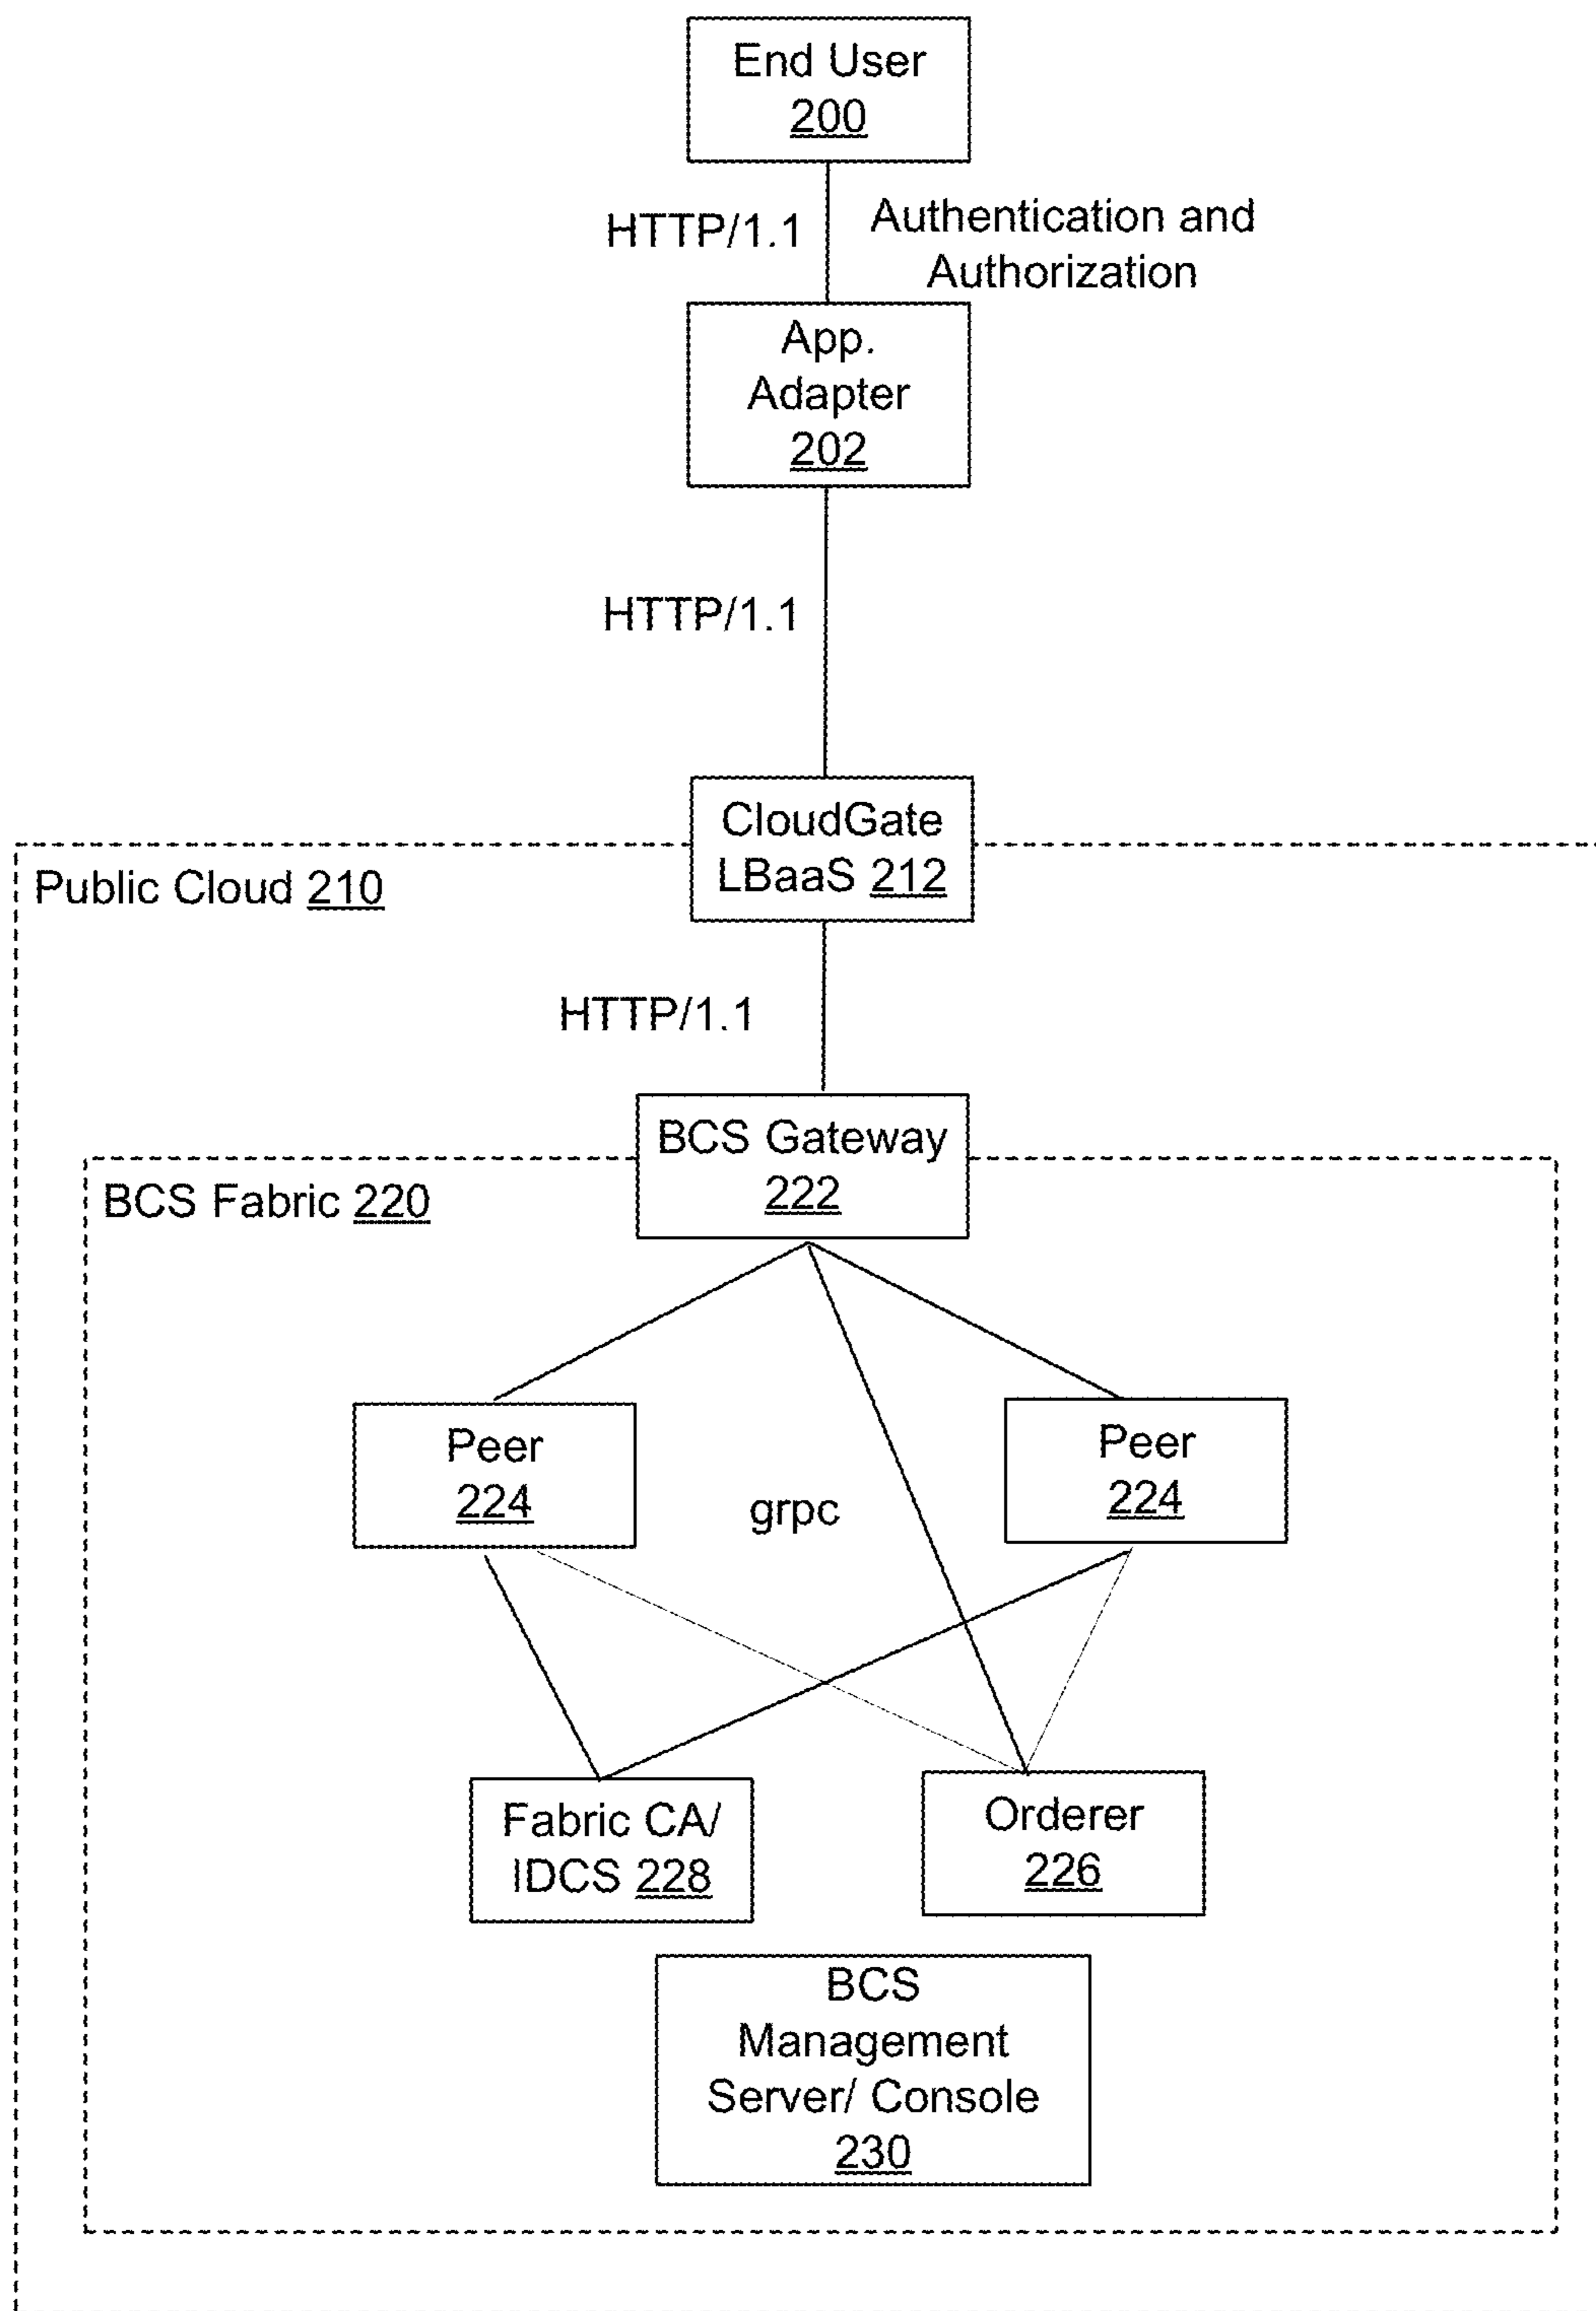 End User
200
HTTP/1.1
Authentication and
Authorization
App.
Adapter
202
HTTP/1.1
CloudGate
LBaaS 212
Public Cloud 210
HTTP/1.1
BCS Gateway
222
BCS Fabric 220
Peer
224
Peer
224
grpc
Fabric CA/
IDCS 228
Orderer
226
BCS
Management
Server/ Console
230